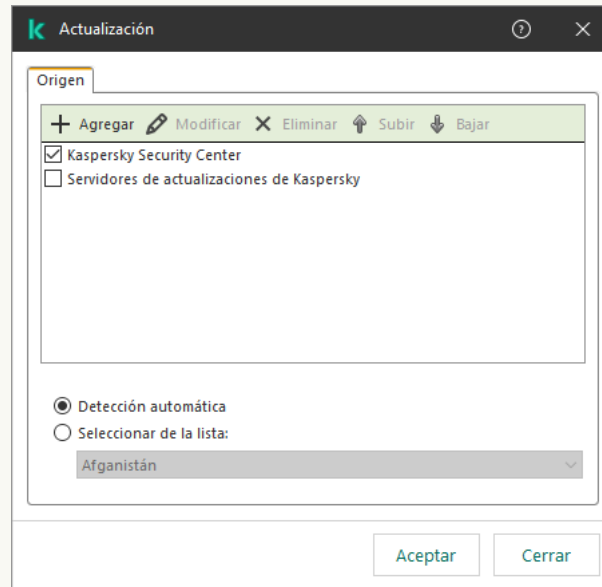 Actualización
Origen
Agregar Modificar Eliminar Subir Bajar
Kaspersky Security Center
Servidores de actualizaciones de Kaspersky
Detección automática
Seleccionar de la lista:
Afganistán
Aceptar Cerrar